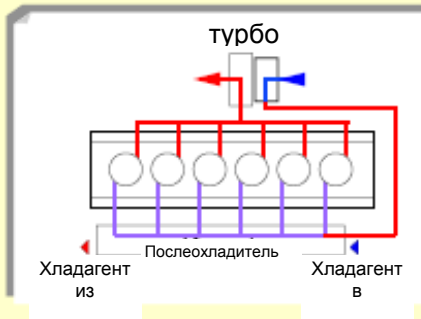 турбо
Послеохладитель
Хладагент
из
Хладагент
в